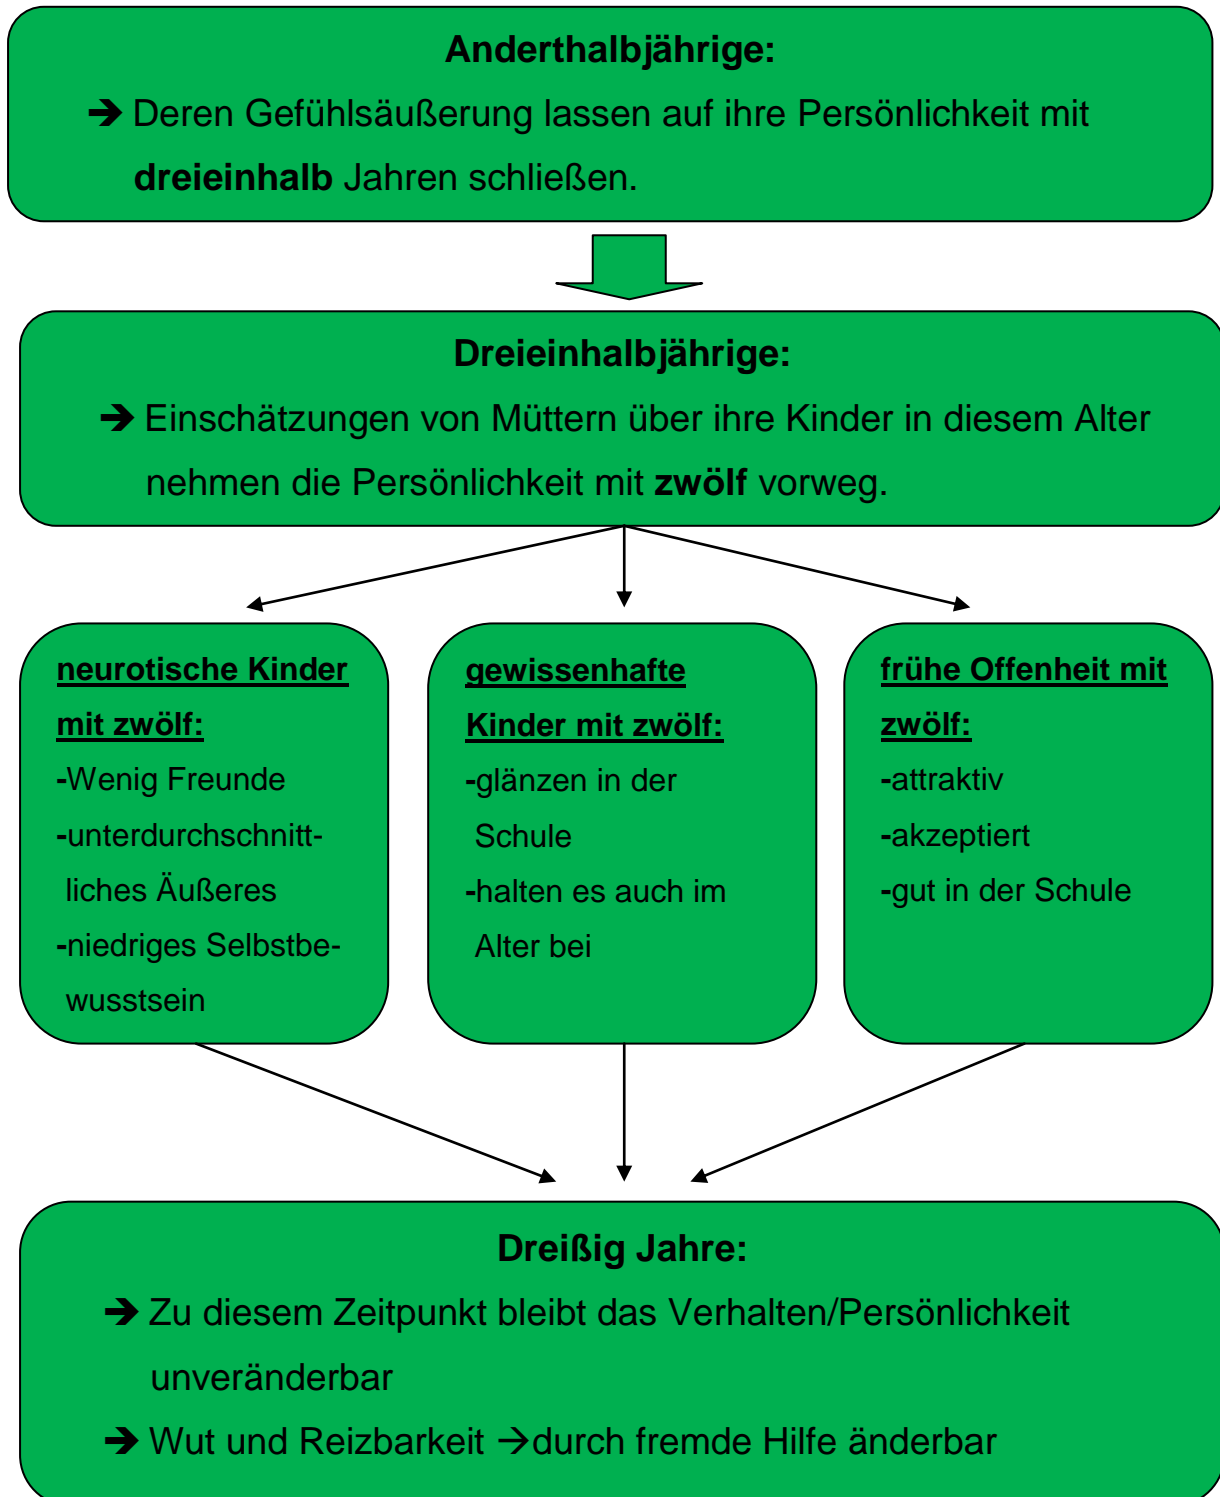 Anderthalbjährige:
➔ Deren Gefühlsäußerung lassen auf ihre Persönlichkeit mit
dreieinhalb Jahren schließen.
Dreieinhalbjährige:
➔ Einschätzungen von Müttern über ihre Kinder in diesem Alter
nehmen die Persönlichkeit mit zwölf vorweg.
neurotische Kinder
mit zwölf:
-Wenig Freunde
-unterdurchschnitt-
liches Äußeres
-niedriges Selbstbe-
wusstsein
gewissenhafte
Kinder mit zwölf:
-glänzen in der
Schule
-halten es auch im
Alter bei
frühe Offenheit mit
zwölf:
-attraktiv
-akzeptiert
-gut in der Schule
Dreißig Jahre:
➔ Zu diesem Zeitpunkt bleibt das Verhalten/Persönlichkeit
unveränderbar
➔ Wut und Reizbarkeit →durch fremde Hilfe änderbar